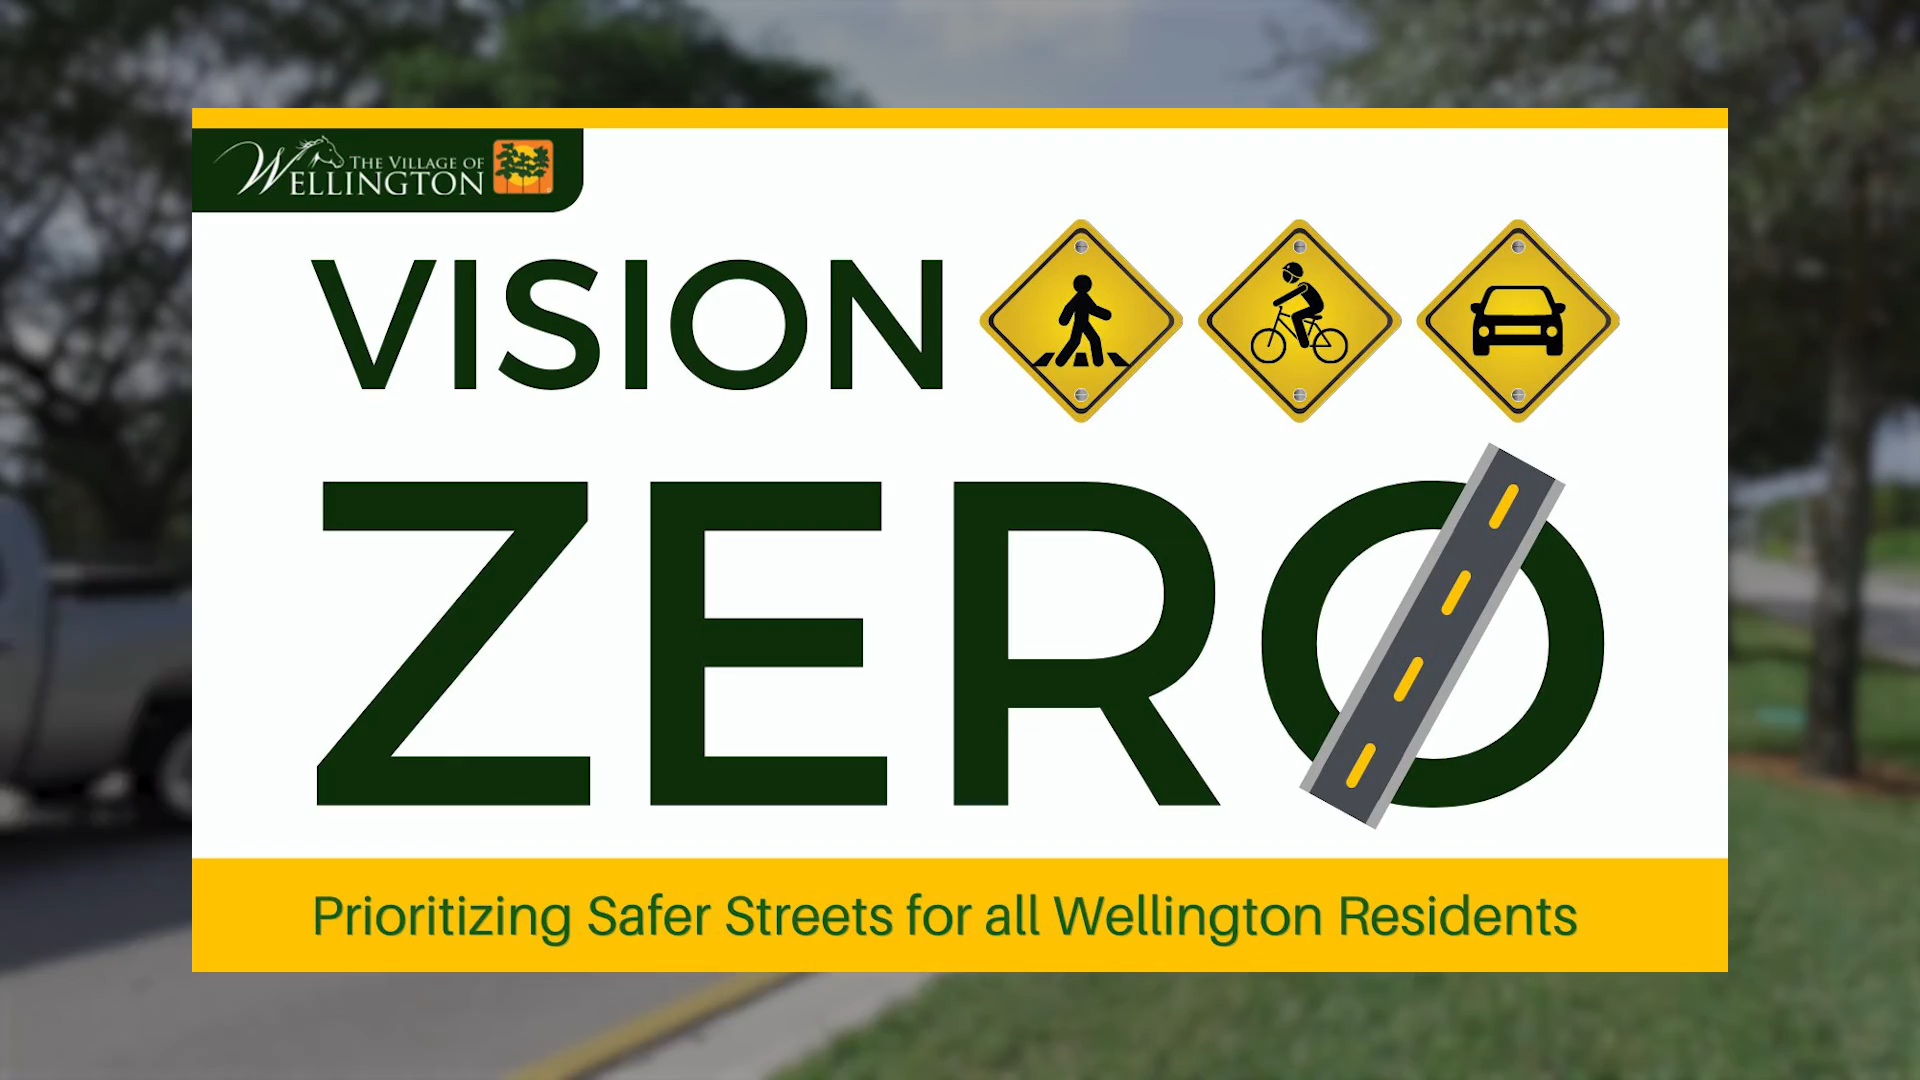 THE VILLAGE OF
WELLINGTON
VISION
ZERO
Prioritizing Safer Streets for all Wellington Residents